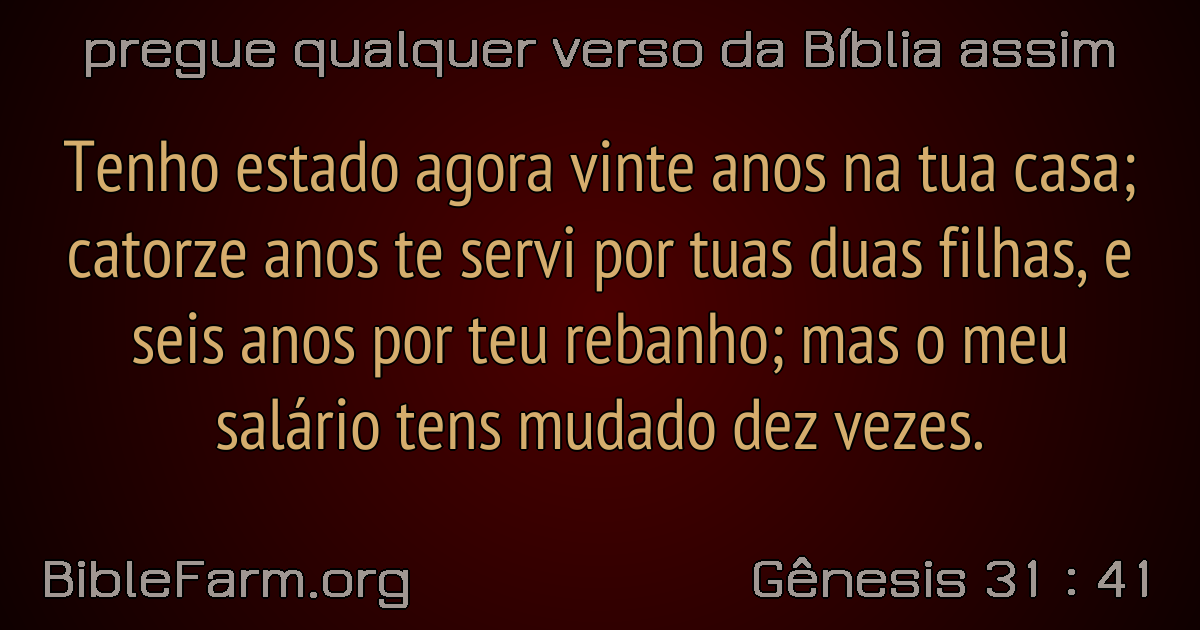 pregue qualquer verso da Bíblia assim
Tenho estado agora vinte anos na tua casa;
catorze anos te servi por tuas duas filhas, e
seis anos por teu rebanho; mas o meu
salário tens mudado dez vezes.
BibleFarm.org
Gênesis 31 : 41